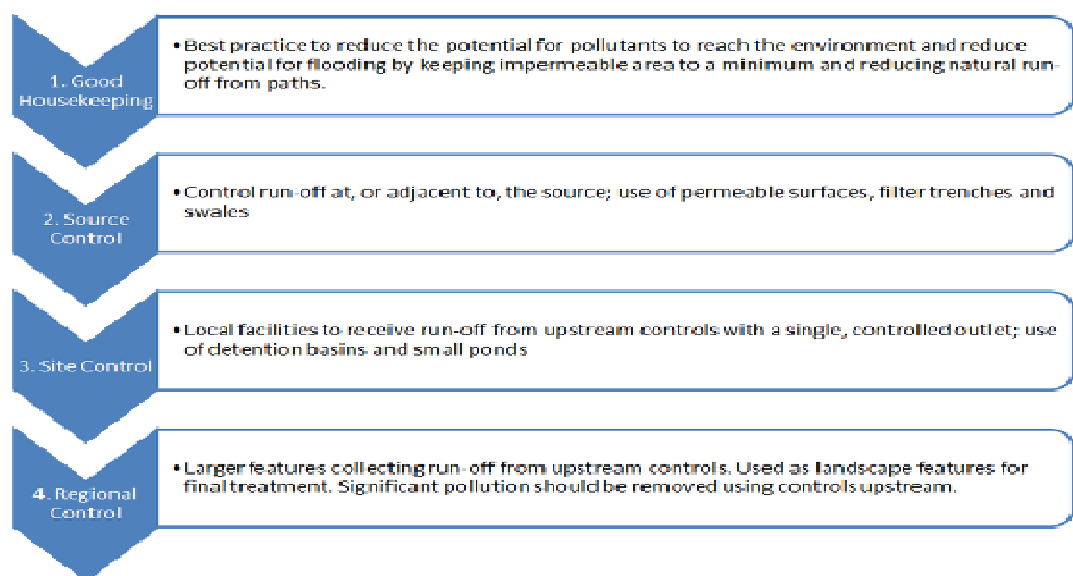 1. Good
Housekeeping
• Best practice to reduce the potential for pollutants to reach the environment and reduce
potential for flooding by keeping impermeable area to a minimum and reducing natural run-
off from paths.
2. Source
Control
• Control run-off at, or adjacent to, the source; use of permeable surfaces, filter trenches and
swales
3. Site Control
• Local facilities to receive run-off from upstream controls with a single, controlled outlet; use
of detention basins and small ponds
4. Regional
Control
• Larger features collecting run-off from upstream controls. Used as landscape features for
final treatment. Significant pollution should be removed using controls upstream.